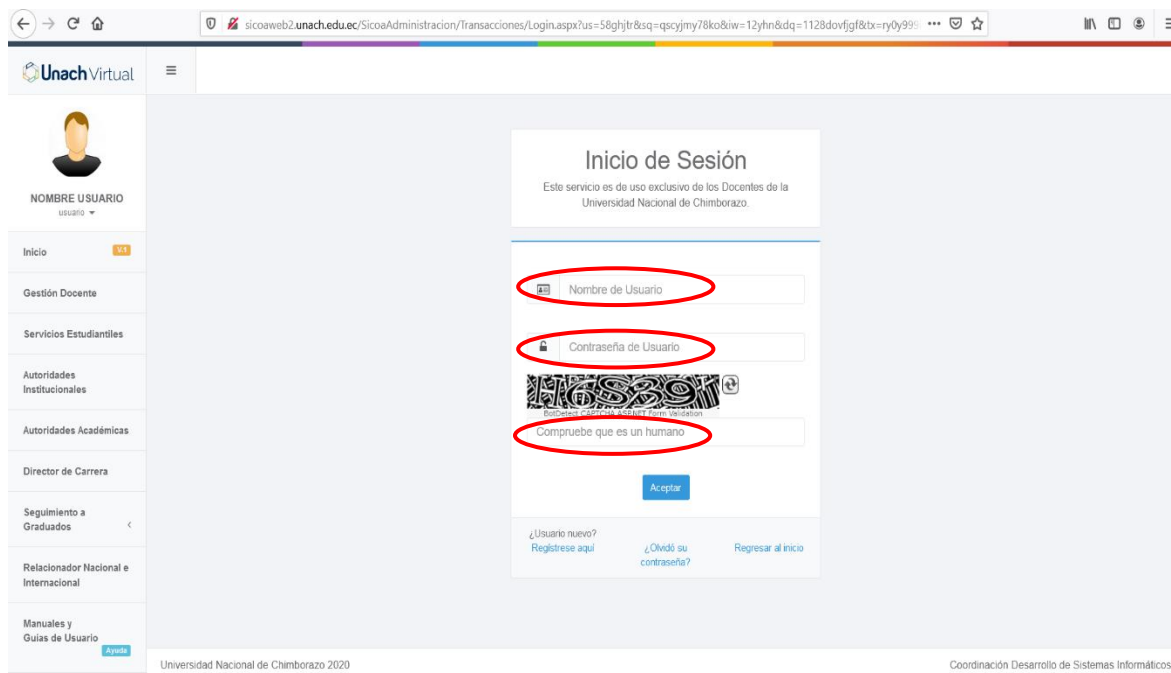 sicoaweb2.unach.edu.ec/SicoaAdministracion/Transacciones/Login.aspx?us=58ghjtr&sq=qscyjmy78ko&iw=12yhn&dq=1128dovfjgf&tx=ry0y999
Unach Virtual
NOMBRE USUARIO
usuario
Inicio V.1
Gestión Docente
Servicios Estudiantiles
Autoridades
Institucionales
Autoridades Académicas
Director de Carrera
Seguimiento a
Graduados
Relacionador Nacional e
Internacional
Manuales y
Guias de Usuario
Ayuda
Inicio de Sesión
Este servicio es de uso exclusivo de los Docentes de la
Universidad Nacional de Chimborazo.
Nombre de Usuario
Contraseña de Usuario
H6S39T
BotDetect CAPTCHA ASP.NET Form Validation
Compruebe que es un humano
Aceptar
¿Usuario nuevo?
Regístrese aquí
¿Olvidó su
contraseña?
Regresar al inicio
Universidad Nacional de Chimborazo 2020
Coordinación Desarrollo de Sistemas Informáticos